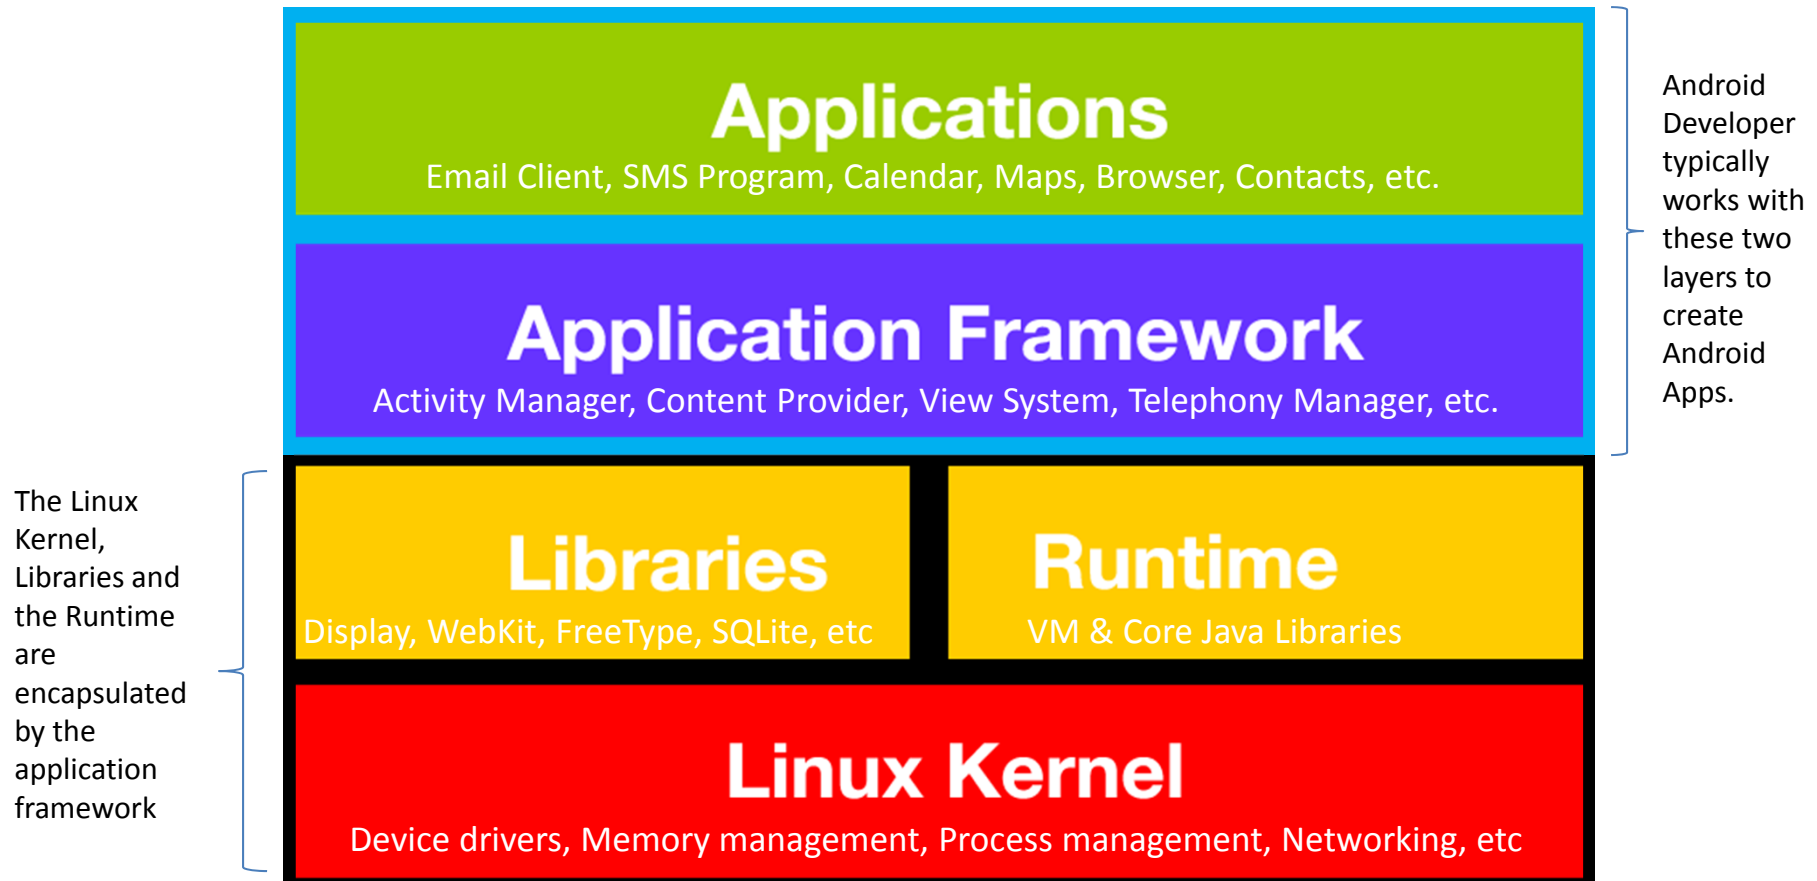 Applications
Email Client, SMS Program, Calendar, Maps, Browser, Contacts, etc.
Android
Developer
typically
works with
these two
layers to
create
Android
Apps.
Application Framework
Activity Manager, Content Provider, View System, Telephony Manager, etc.
The Linux
Kernel,
Libraries and
the Runtime
are
encapsulated
by the
application
framework
Libraries
Display, WebKit, FreeType, SQLite, etc
Runtime
VM & Core Java Libraries
Linux Kernel
Device drivers, Memory management, Process management, Networking, etc